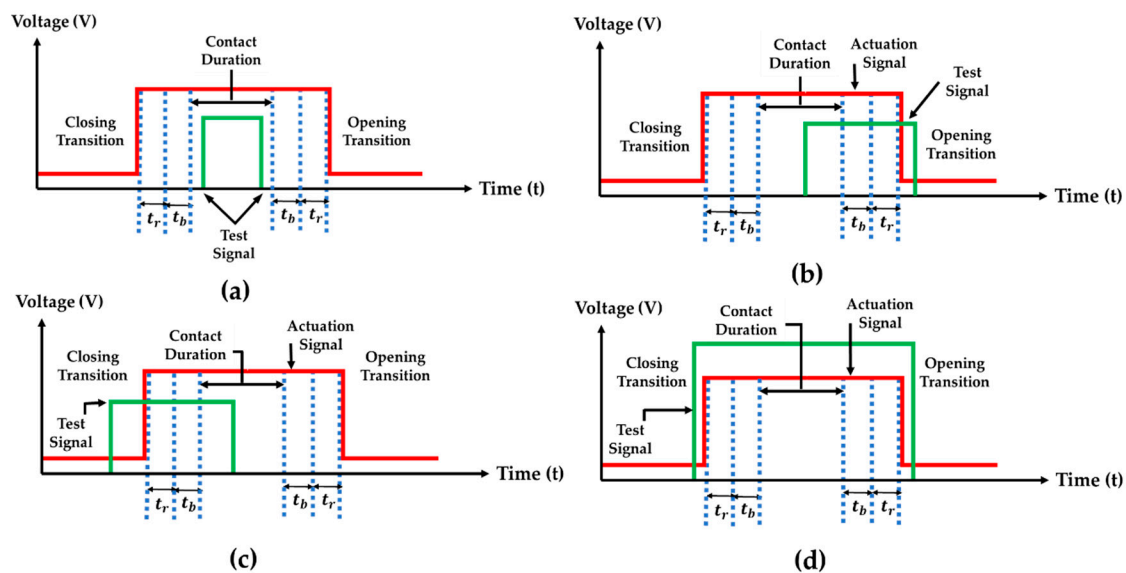 Voltage (V)
Contact
Duration
Closing
Transition
Opening
Transition
Time (t)
t_r t_b
t_b t_r
Test
Signal
(a)
Voltage (V)
Contact
Duration
Actuation
Signal
Test
Signal
Closing
Transition
Opening
Transition
Time (t)
t_r t_b
t_b t_r
(b)
Voltage (V)
Closing
Transition
Contact
Duration
Actuation
Signal
Opening
Transition
Test
Signal
Time (t)
t_r t_b
t_b t_r
(c)
Voltage (V)
Contact
Duration
Actuation
Signal
Closing
Transition
Opening
Transition
Test
Signal
Time (t)
t_r t_b
t_b t_r
(d)